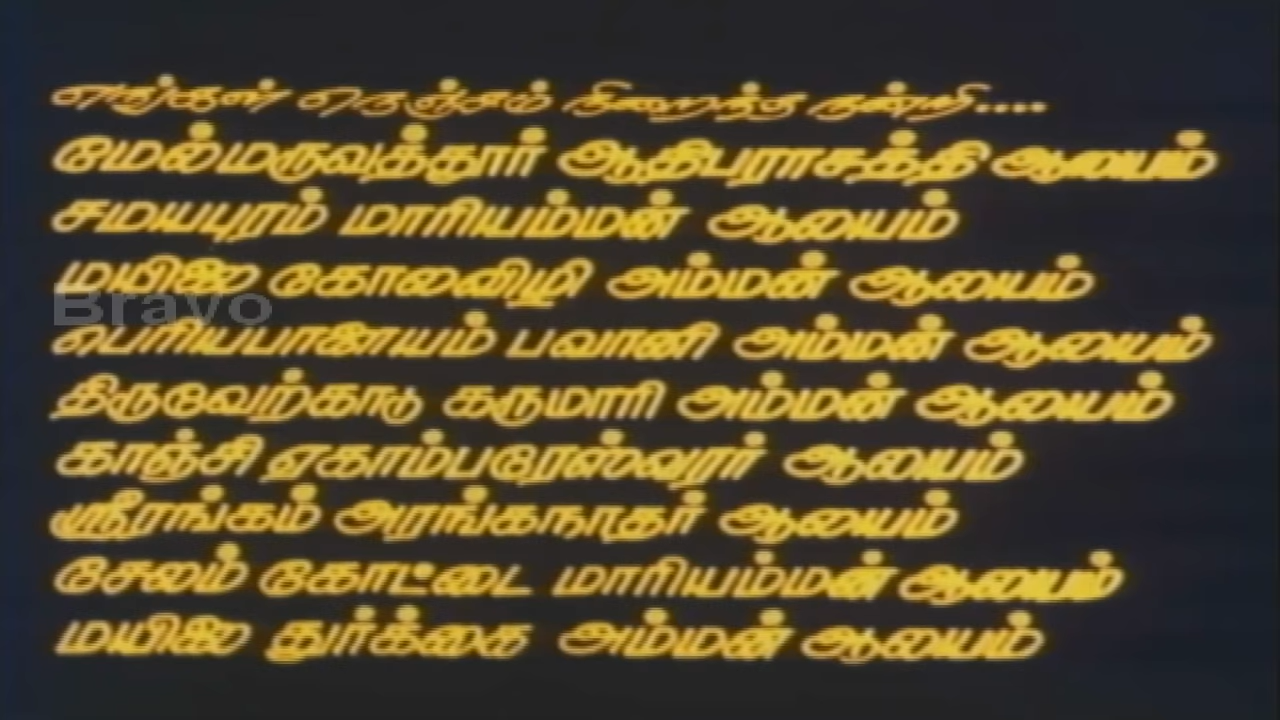 எங்கள் நெஞ்சம் நிறைந்த நன்றி....
மேல்மருவத்தூர் ஆதிபராசக்தி ஆலயம்
சமயபுரம் மாரியம்மன் ஆலயம்
மயிலை கோலவிழி அம்மன் ஆலயம்
Bravo
பெரியபாளையம் பவானி அம்மன் ஆலயம்
திருவேற்காடு கருமாரி அம்மன் ஆலயம்
காஞ்சி ஏகாம்பரேஸ்வரர் ஆலயம்
ஸ்ரீரங்கம் அரங்கநாதர் ஆலயம்
சேலம் கோட்டை மாரியம்மன் ஆலயம்
மயிலை துர்க்கை அம்மன் ஆலயம்